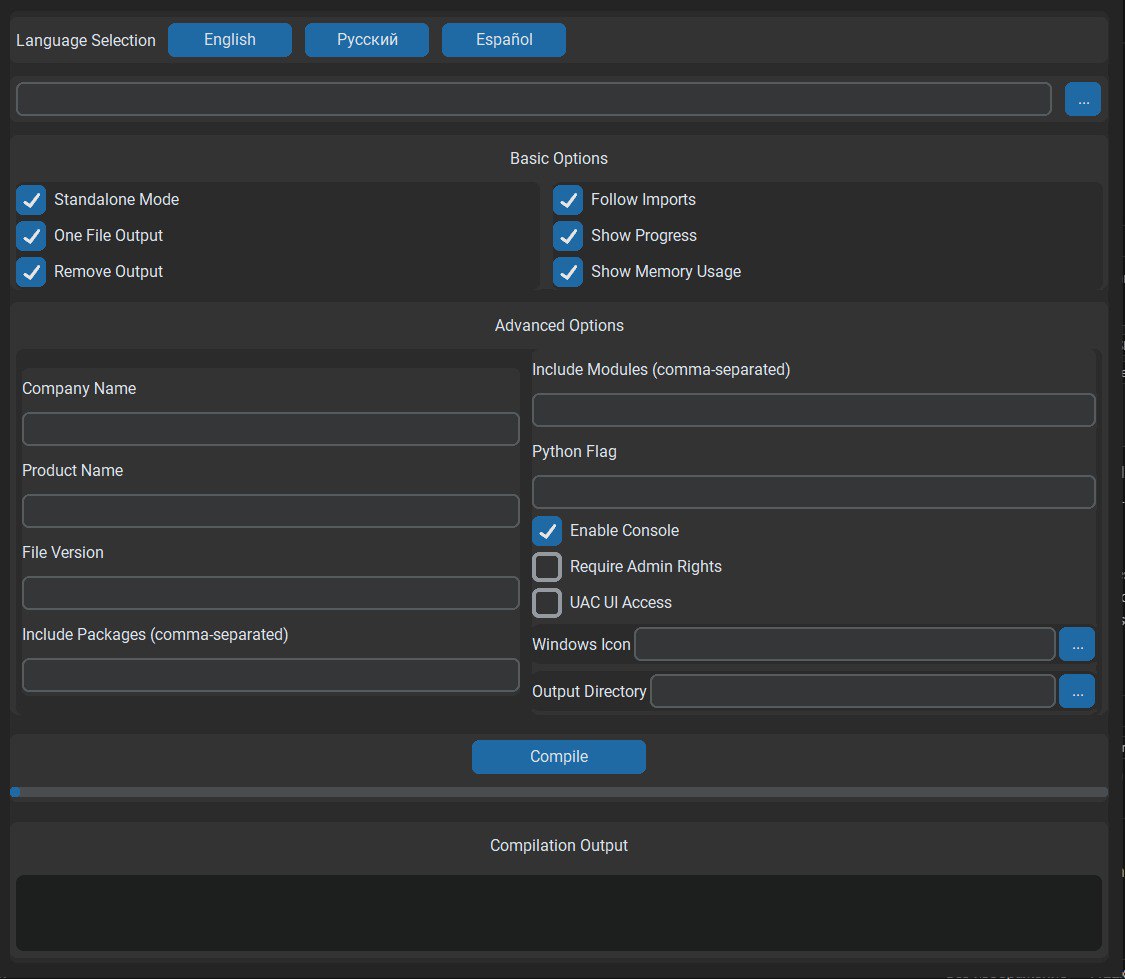 Language Selection English Русский Español
...
Basic Options
Standalone Mode
One File Output
Remove Output
Follow Imports
Show Progress
Show Memory Usage
Advanced Options
Company Name
Product Name
File Version
Include Packages (comma-separated)
Include Modules (comma-separated)
Python Flag
Enable Console
Require Admin Rights
UAC UI Access
Windows Icon ...
Output Directory ...
Compile
Compilation Output